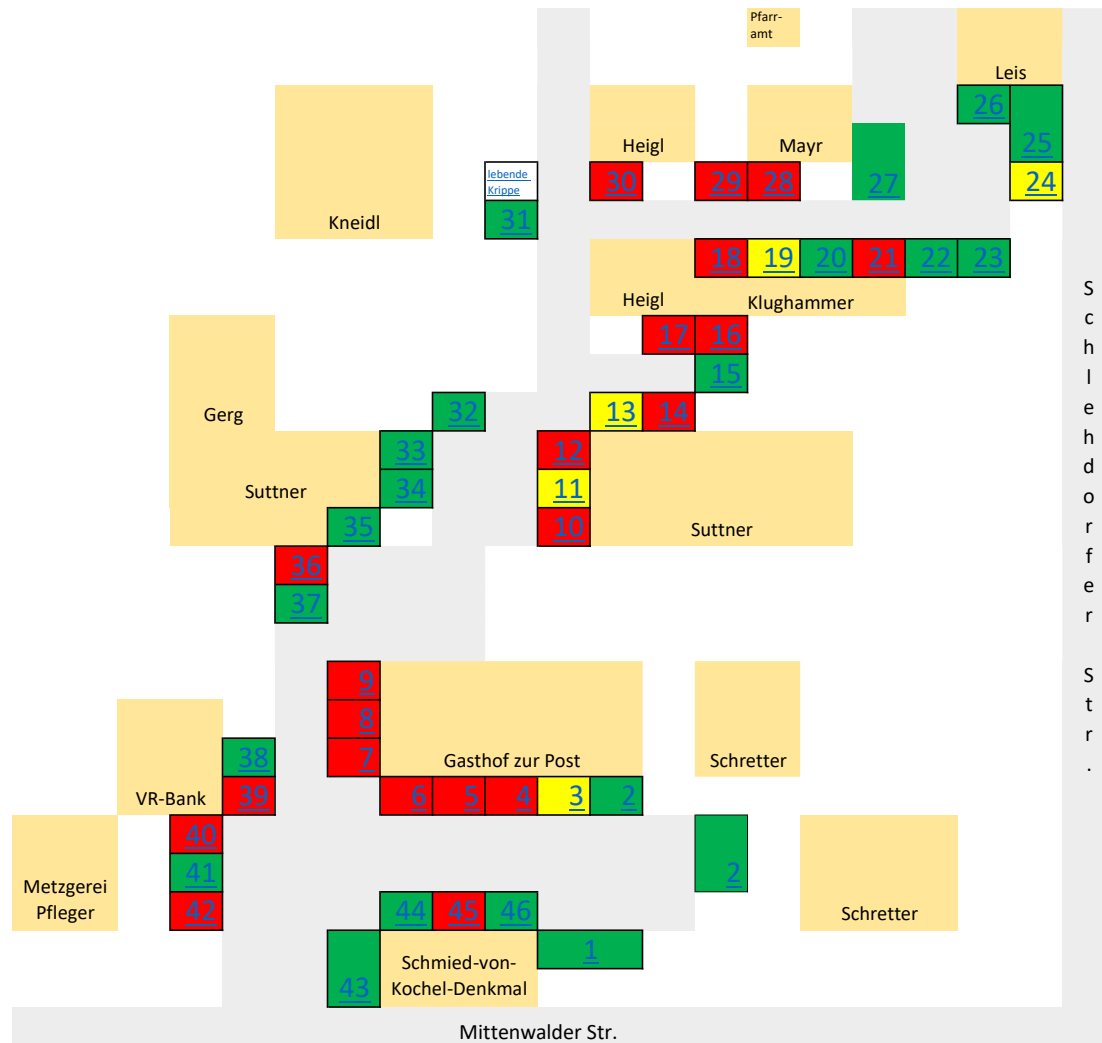 Pfarr-
amt
Leis
26
25
Heigl
Mayr
lebende
Krippe
30
29
28
27
24
Kneidl
31
18
19
20
21
22
23
Heigl
Klughammer
17
16
15
Gerg
32
13
14
33
12
Suttner
34
11
35
10
Suttner
36
37
9
8
7
Gasthof zur Post
Schretter
38
VR-Bank
39
6
5
4
3
2
40
41
42
Metzgerei
Pfleger
2
Schretter
44
45
46
43
Schmied-von-
Kochel-Denkmal
1
Mittenwalder Str.
S
c
h
l
e
h
d
o
r
f
e
r
S
t
r
.